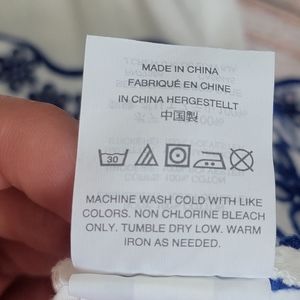 MADE IN CHINA
FABRIQUÉ EN CHINE
IN CHINA HERGESTELLT
中国製
30
MACHINE WASH COLD WITH LIKE
COLORS. NON CHLORINE BLEACH
ONLY. TUMBLE DRY LOW. WARM
IRON AS NEEDED.